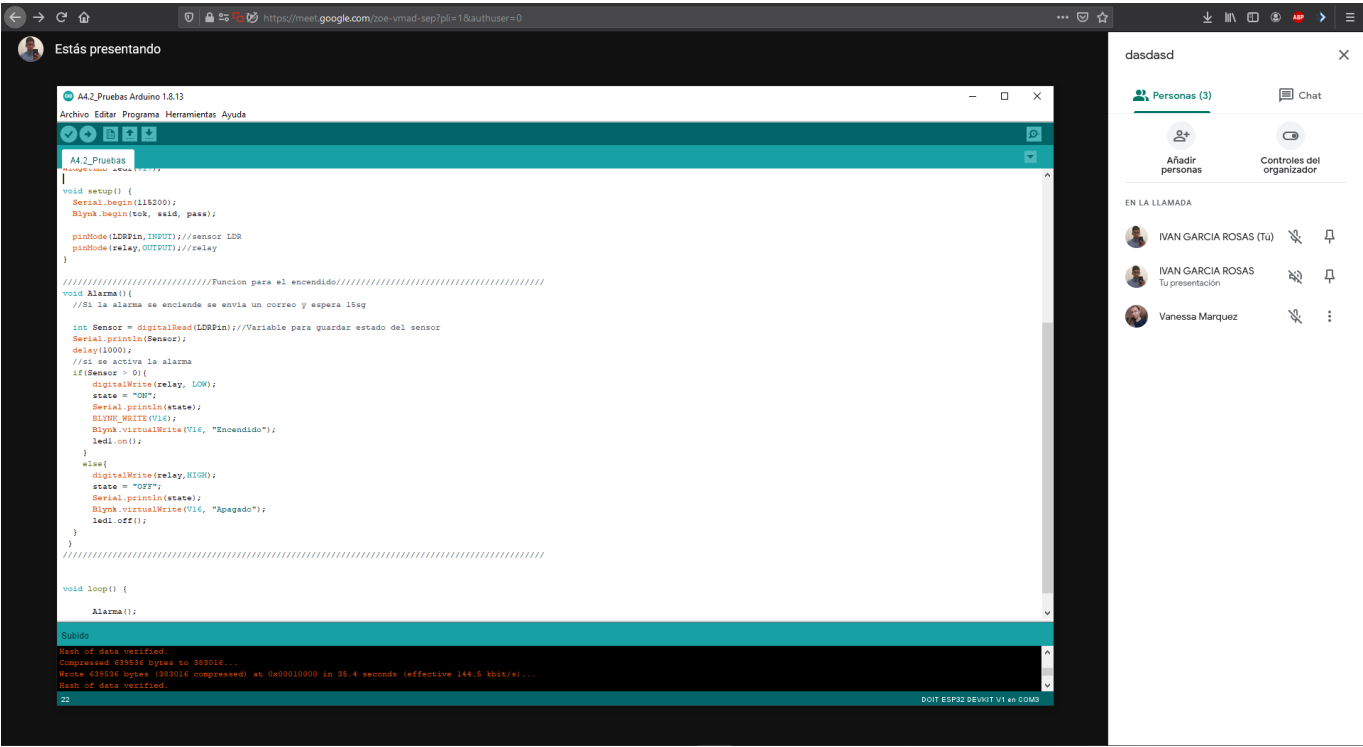 https://meet.google.com/zoe-vmad-sep?pli=1&authuser=0
ABP
Estás presentando
A4.2_Pruebas Arduino 1.8.13
Archivo Editar Programa Herramientas Ayuda
A4.2_Pruebas
void setup() {
Serial.begin(115200);
Blynk.begin(tok, ssid, pass);
pinMode(LDRPin,INPUT);//sensor LDR
pinMode(relay,OUTPUT);//relay
}
//////////////////////////////Funcion para el encendido//////////////////////////////////////////
void Alarma(){
//Si la alarma se enciende se envia un correo y espera 15sg
int Sensor = digitalRead(LDRPin);//Variable para guardar estado del sensor
Serial.println(Sensor);
delay(1000);
//si se activa la alarma
if(Sensor > 0){
digitalWrite(relay, LOW);
state = "ON";
Serial.println(state);
BLYNK_WRITE(V16);
Blynk.virtualWrite(V16, "Encendido");
led1.on();
}
else{
digitalWrite(relay,HIGH);
state = "OFF";
Serial.println(state);
Blynk.virtualWrite(V16, "Apagado");
led1.off();
}
}
//////////////////////////////////////////////////////////////////////////////////////////////////
void loop() {
Alarma();
Subido
Hash of data verified.
Compressed 639536 bytes to 383016...
Wrote 639536 bytes (383016 compressed) at 0x00010000 in 35.4 seconds (effective 144.5 kbit/s)...
Hash of data verified.
22
DOIT ESP32 DEVKIT V1 en COM3
dasdasd
Personas (3)
Chat
Añadir personas
Controles del organizador
EN LA LLAMADA
IVAN GARCIA ROSAS (Tú)
IVAN GARCIA ROSAS
Tu presentación
Vanessa Marquez